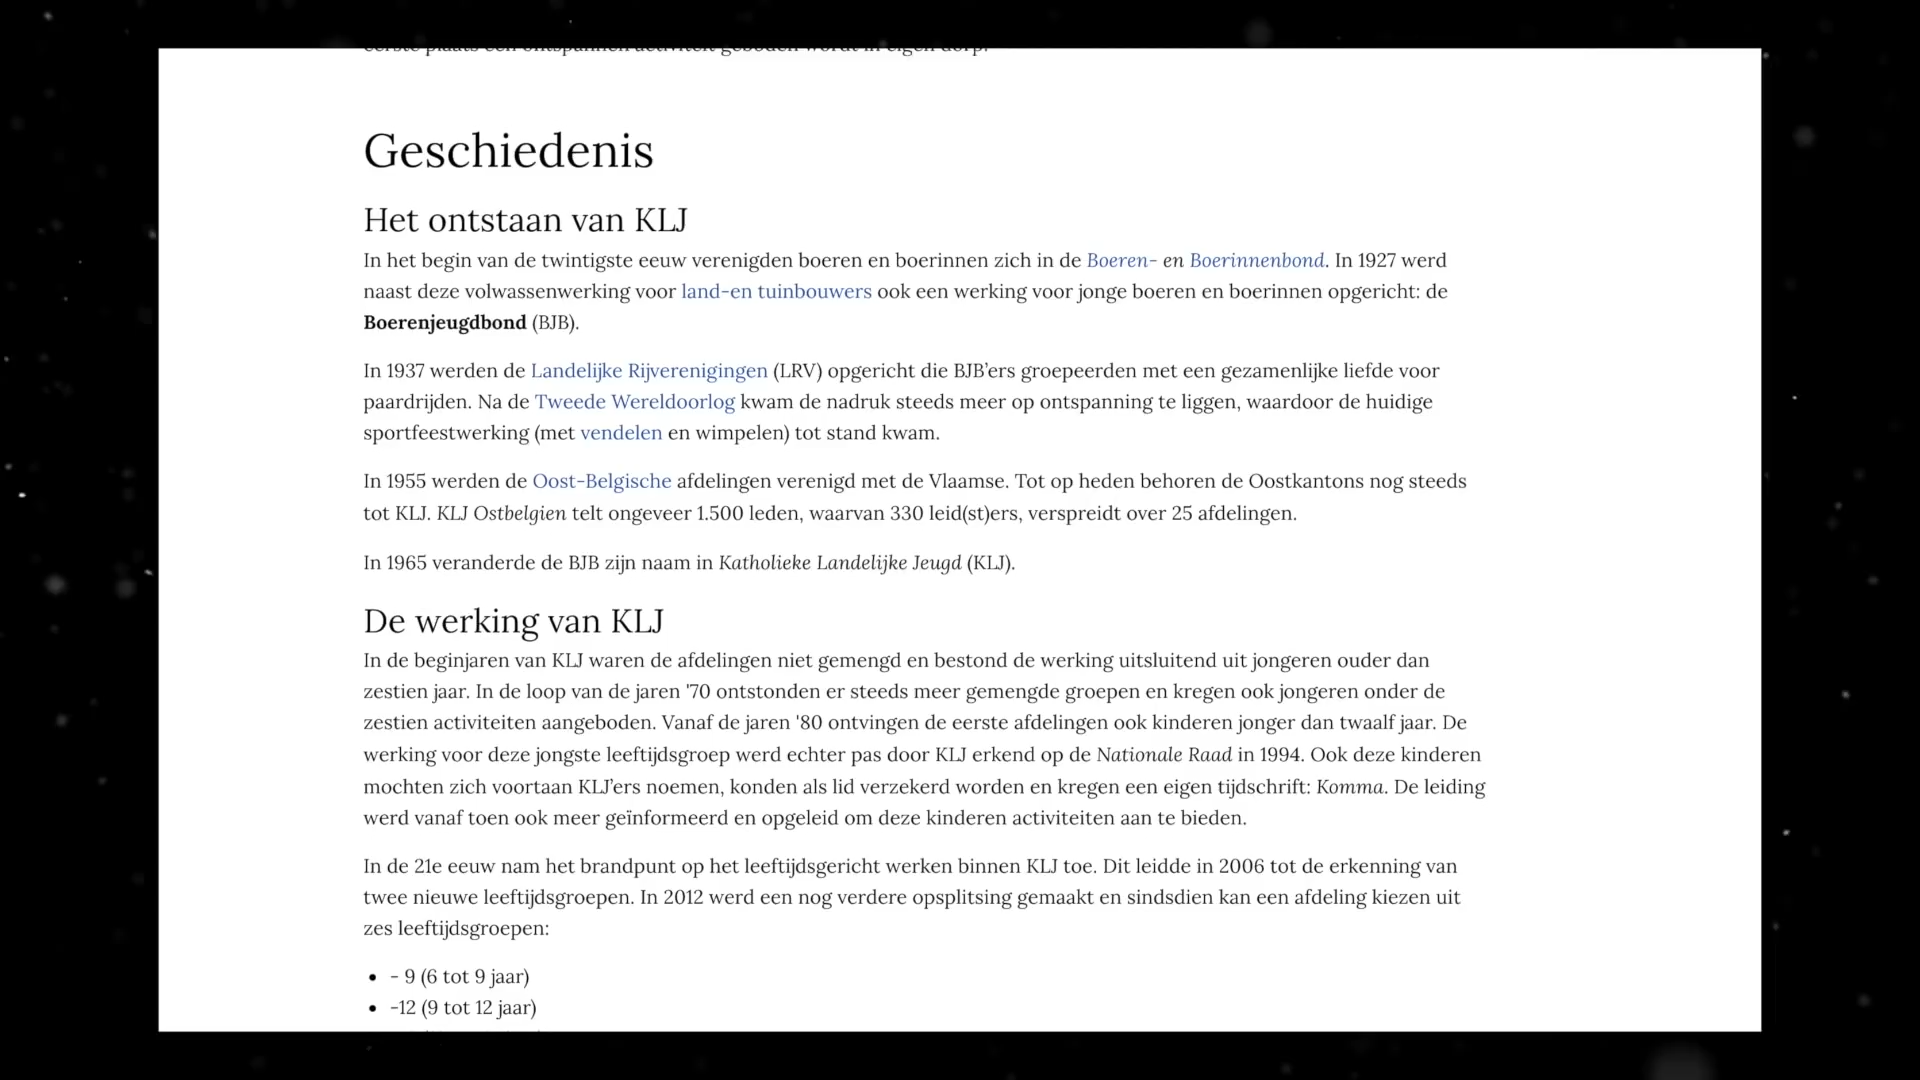 eerste plaats een ontspannen activiteit geboden wordt in eigen dorp.
Geschiedenis
Het ontstaan van KLJ
In het begin van de twintigste eeuw verenigden boeren en boerinnen zich in de Boeren- en Boerinnenbond. In 1927 werd
naast deze volwassenwerking voor land-en tuinbouwers ook een werking voor jonge boeren en boerinnen opgericht: de
Boerenjeugdbond (BJB).
In 1937 werden de Landelijke Rijverenigingen (LRV) opgericht die BJB’ers groepeerden met een gezamenlijke liefde voor
paardrijden. Na de Tweede Wereldoorlog kwam de nadruk steeds meer op ontspanning te liggen, waardoor de huidige
sportfeestwerking (met vendelen en wimpelen) tot stand kwam.
In 1955 werden de Oost-Belgische afdelingen verenigd met de Vlaamse. Tot op heden behoren de Oostkantons nog steeds
tot KLJ. KLJ Ostbelgien telt ongeveer 1.500 leden, waarvan 330 leid(st)ers, verspreidt over 25 afdelingen.
In 1965 veranderde de BJB zijn naam in Katholieke Landelijke Jeugd (KLJ).
De werking van KLJ
In de beginjaren van KLJ waren de afdelingen niet gemengd en bestond de werking uitsluitend uit jongeren ouder dan
zestien jaar. In de loop van de jaren '70 ontstonden er steeds meer gemengde groepen en kregen ook jongeren onder de
zestien activiteiten aangeboden. Vanaf de jaren '80 ontvingen de eerste afdelingen ook kinderen jonger dan twaalf jaar. De
werking voor deze jongste leeftijdsgroep werd echter pas door KLJ erkend op de Nationale Raad in 1994. Ook deze kinderen
mochten zich voortaan KLJ’ers noemen, konden als lid verzekerd worden en kregen een eigen tijdschrift: Komma. De leiding
werd vanaf toen ook meer geïnformeerd en opgeleid om deze kinderen activiteiten aan te bieden.
In de 21e eeuw nam het brandpunt op het leeftijdsgericht werken binnen KLJ toe. Dit leidde in 2006 tot de erkenning van
twee nieuwe leeftijdsgroepen. In 2012 werd een nog verdere opsplitsing gemaakt en sindsdien kan een afdeling kiezen uit
zes leeftijdsgroepen:
• - 9 (6 tot 9 jaar)
• -12 (9 tot 12 jaar)